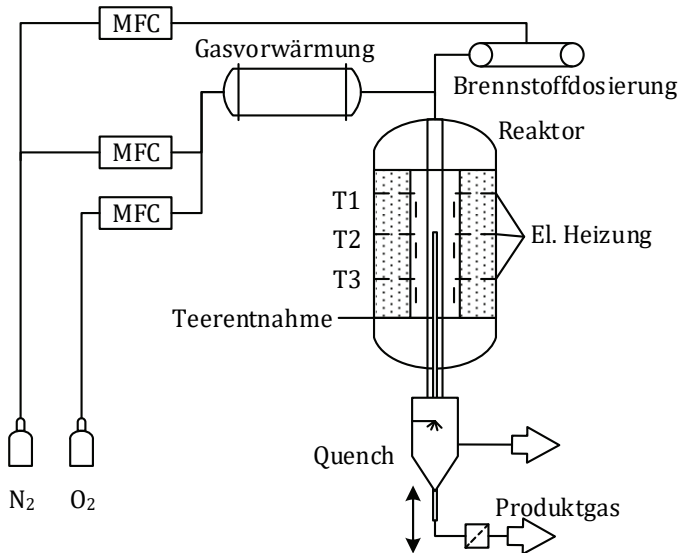 MFC
Gasvorwärmung
Brennstoffdosierung
Reaktor
MFC
MFC
T1
T2
El. Heizung
T3
Teerentnahme
Quench
N₂
O₂
Produktgas